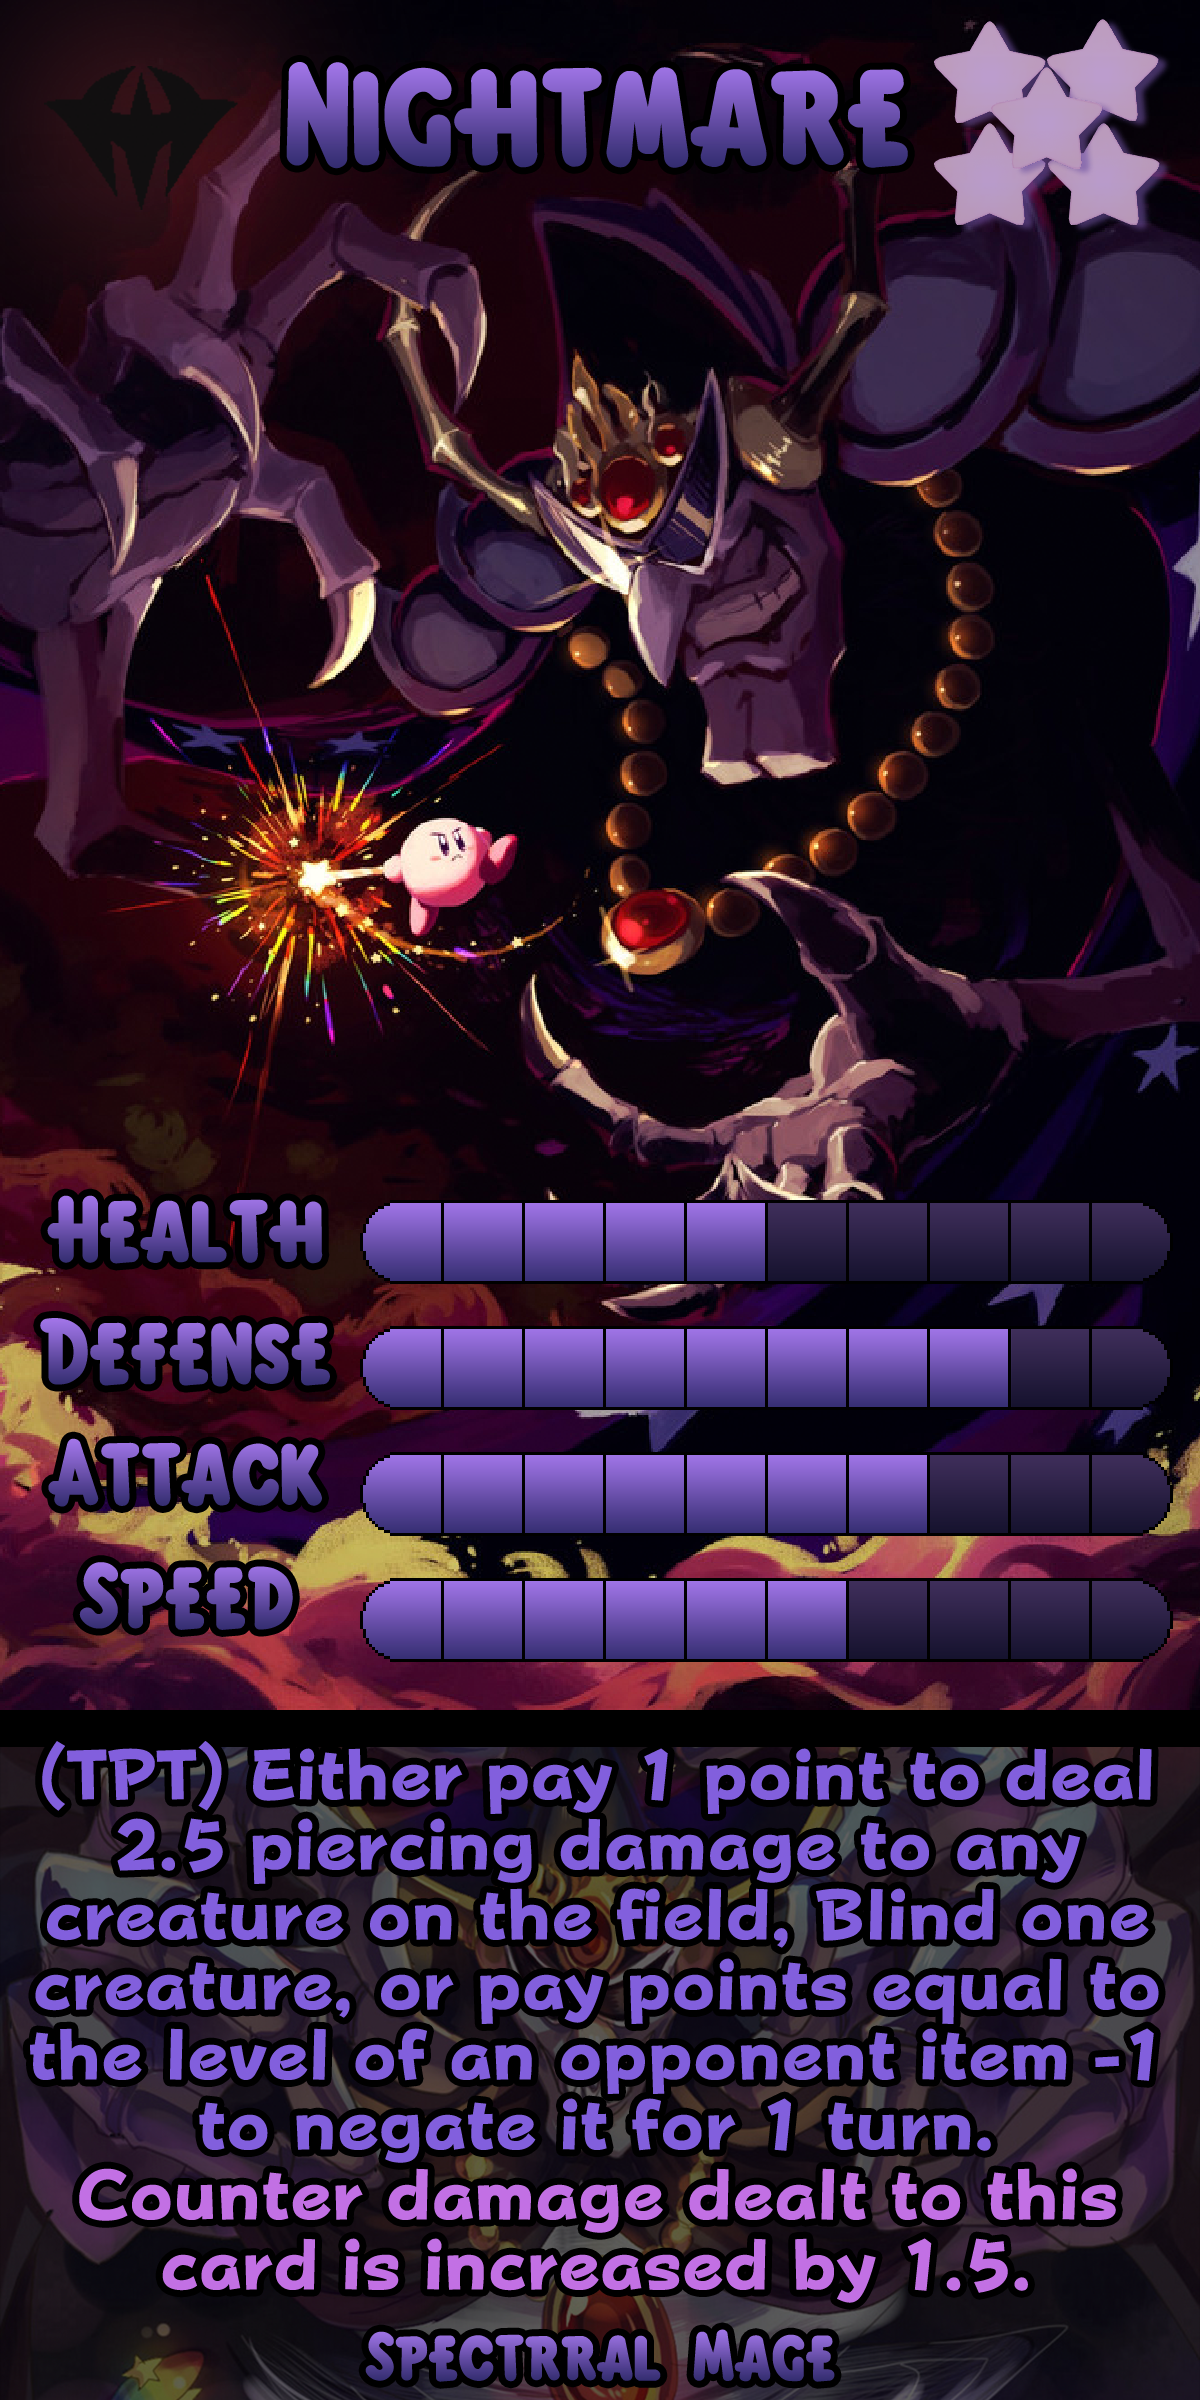 NIGHTMARE
HEALTH
DEFENSE
ATTACK
SPEED
(TPT) Either pay 1 point to deal
2.5 piercing damage to any
creature on the field, Blind one
creature, or pay points equal to
the level of an opponent item -1
to negate it for 1 turn.
Counter damage dealt to this
card is increased by 1.5.
SPECTRRAL MAGE